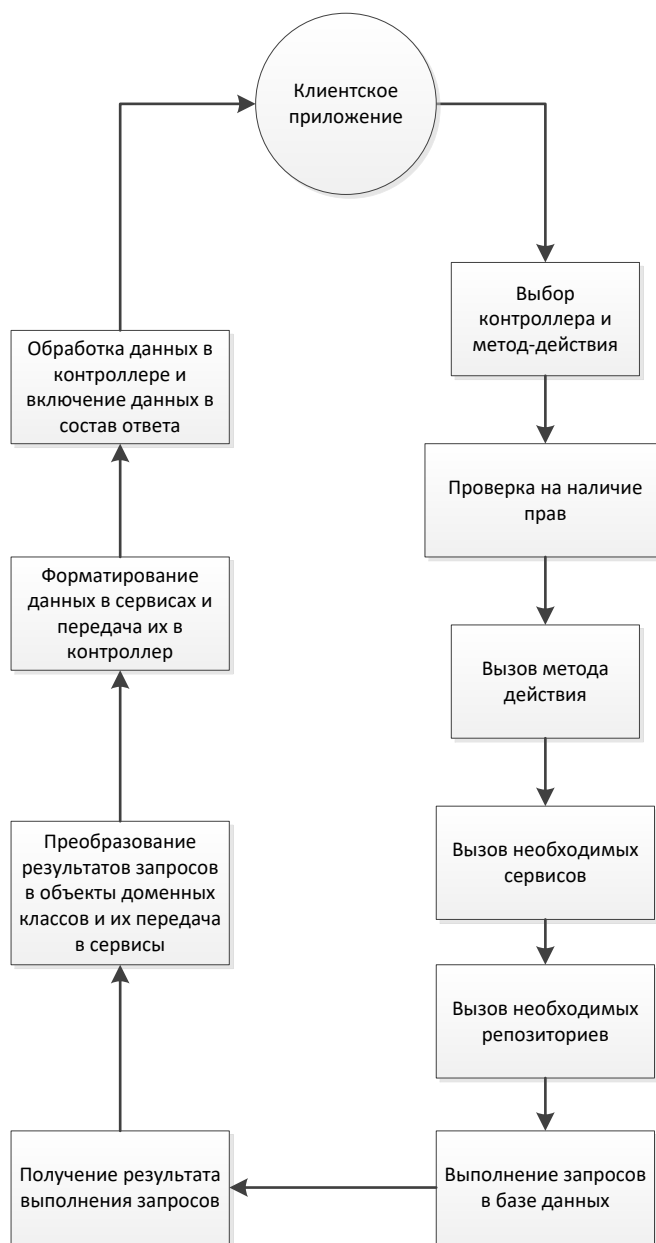 Клиентское
приложение
Выбор
контроллера и
метод-действия
Проверка на наличие
прав
Вызов метода
действия
Вызов необходимых
сервисов
Вызов необходимых
репозиториев
Выполнение запросов
в базе данных
Получение результата
выполнения запросов
Преобразование
результатов запросов
в объекты доменных
классов и их передача
в сервисы
Форматирование
данных в сервисах и
передача их в
контроллер
Обработка данных в
контроллере и
включение данных в
состав ответа